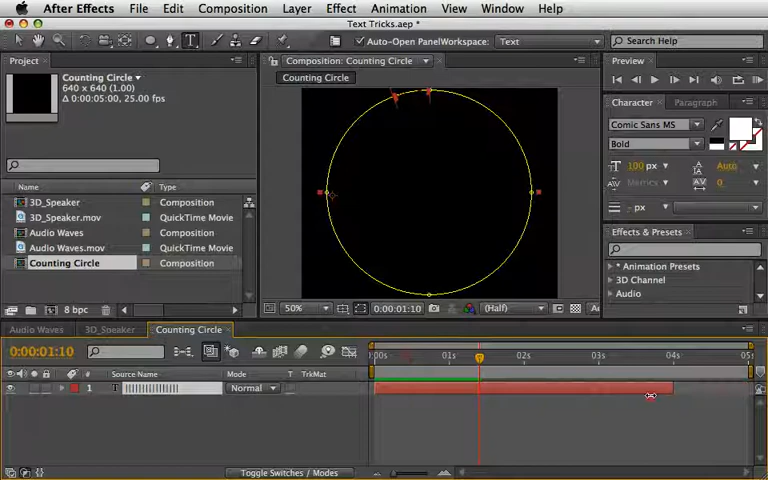 After Effects File Edit Composition Layer Effect Animation View Window Help
Text Tricks.aep *
Auto-Open Panel Workspace: Text Search Help
Project
Composition: Counting Circle
Preview
Counting Circle
Counting Circle
640 x 640 (1.00)
Δ 0:00:05:00, 25.00 fps
Character Paragraph
Comic Sans MS
Bold
100 px Auto
Metrics 0
- px
Name Type
3D_Speaker Composition
3D_Speaker.mov QuickTime Movie
Audio Waves Composition
Audio Waves.mov QuickTime Movie
Counting Circle Composition
Effects & Presets
* Animation Presets
3D Channel
Audio
8 bpc
50% 0:00:01:10 (Half)
Audio Waves 3D_Speaker Counting Circle
0:00:01:10
:00s 01s 02s 03s 04s 05
# Source Name Mode T TrkMat
1 T |||||||||||||||| Normal
Toggle Switches / Modes